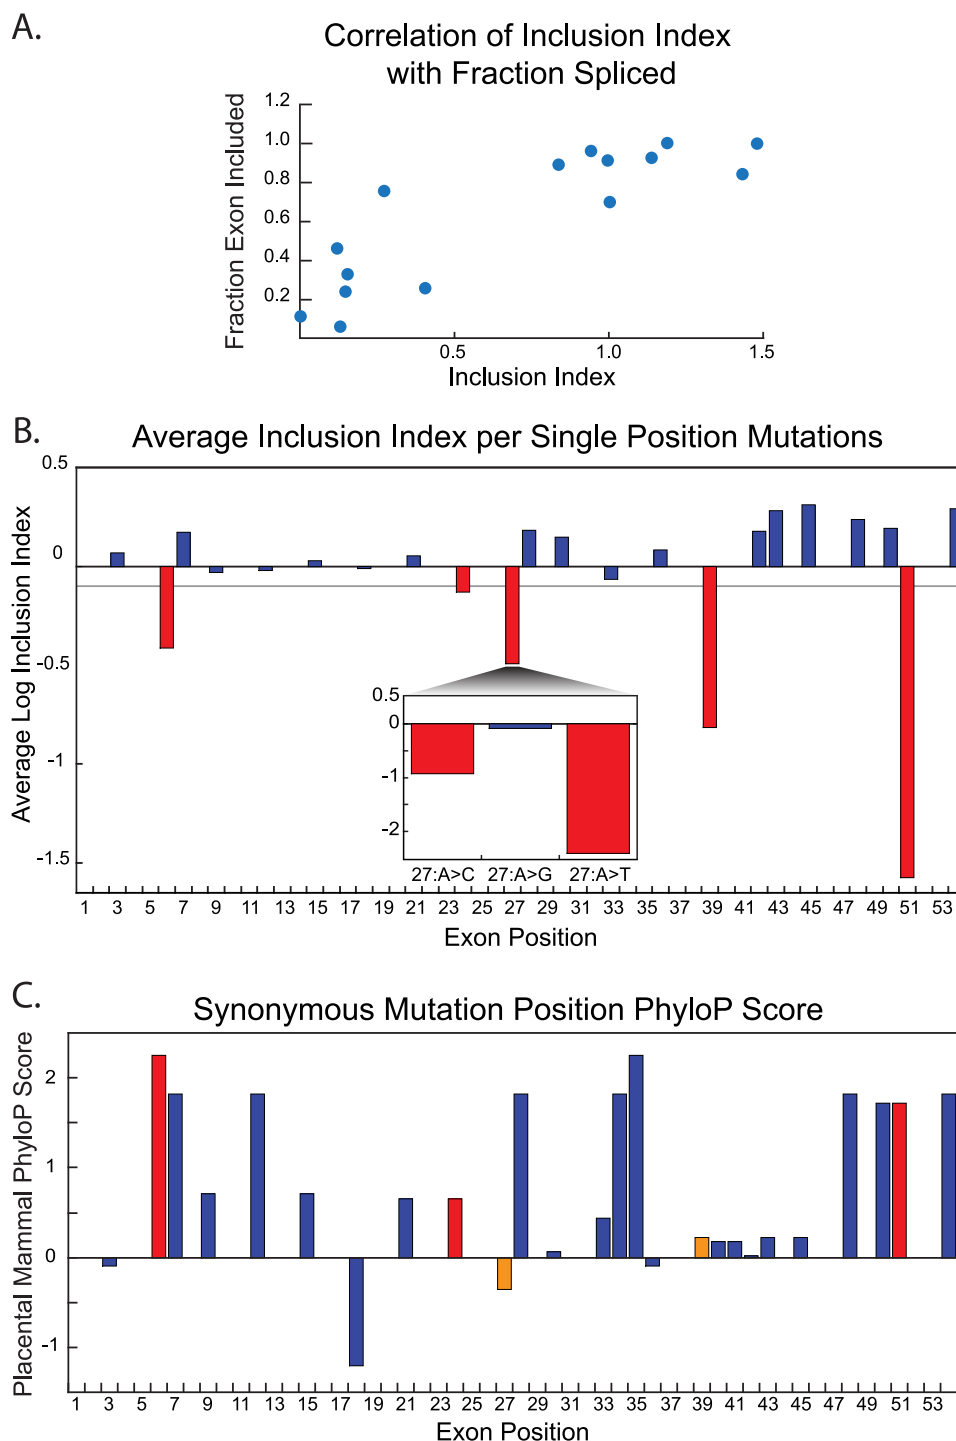 A.
Correlation of Inclusion Index
with Fraction Spliced
Fraction Exon Included
1.2
1.0
0.8
0.6
0.4
0.2
0.5 1.0 1.5
Inclusion Index
B.
Average Inclusion Index per Single Position Mutations
Average Log Inclusion Index
0.5
0
-0.5
-1
-1.5
0.5
0
-1
-2
27:A>C 27:A>G 27:A>T
1 3 5 7 9 11 13 15 17 19 21 23 25 27 29 31 33 35 37 39 41 43 45 47 49 51 53
Exon Position
C.
Synonymous Mutation Position PhyloP Score
Placental Mammal PhyloP Score
2
1
0
-1
1 3 5 7 9 11 13 15 17 19 21 23 25 27 29 31 33 35 37 39 41 43 45 47 49 51 53
Exon Position